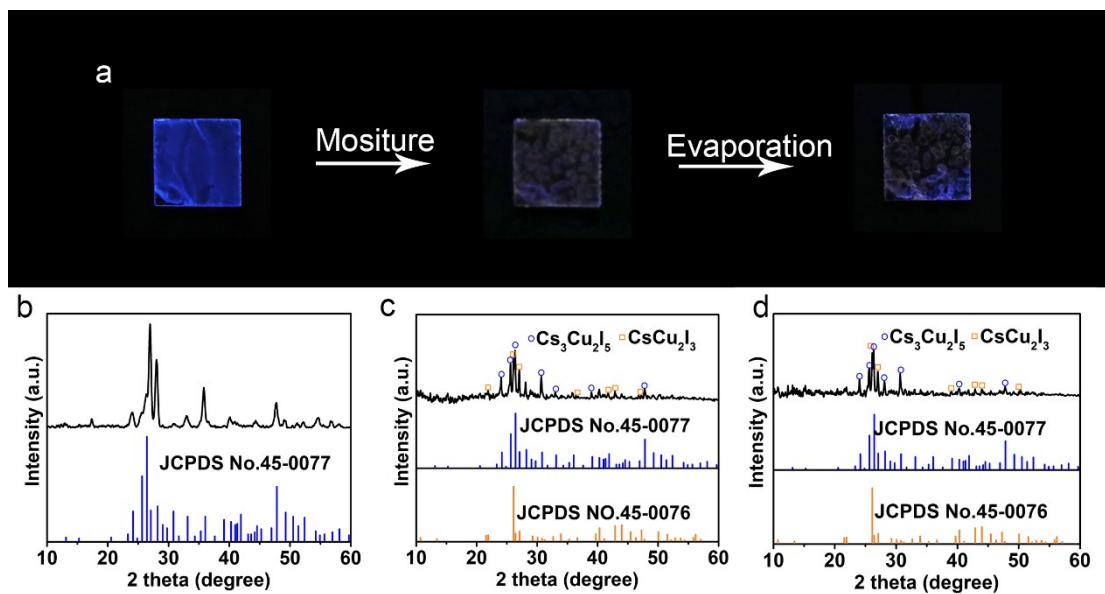 a
Mositure
Evaporation
b
Intensity (a.u.)
JCPDS No.45-0077
10 20 30 40 50 60
2 theta (degree)
c
Intensity (a.u.)
Cs₃Cu₂I₅ CsCu₂I₃
JCPDS No.45-0077
JCPDS NO.45-0076
10 20 30 40 50 60
2 theta (degree)
d
Intensity (a.u.)
Cs₃Cu₂I₅ CsCu₂I₃
JCPDS No.45-0077
JCPDS NO.45-0076
10 20 30 40 50 60
2 theta (degree)